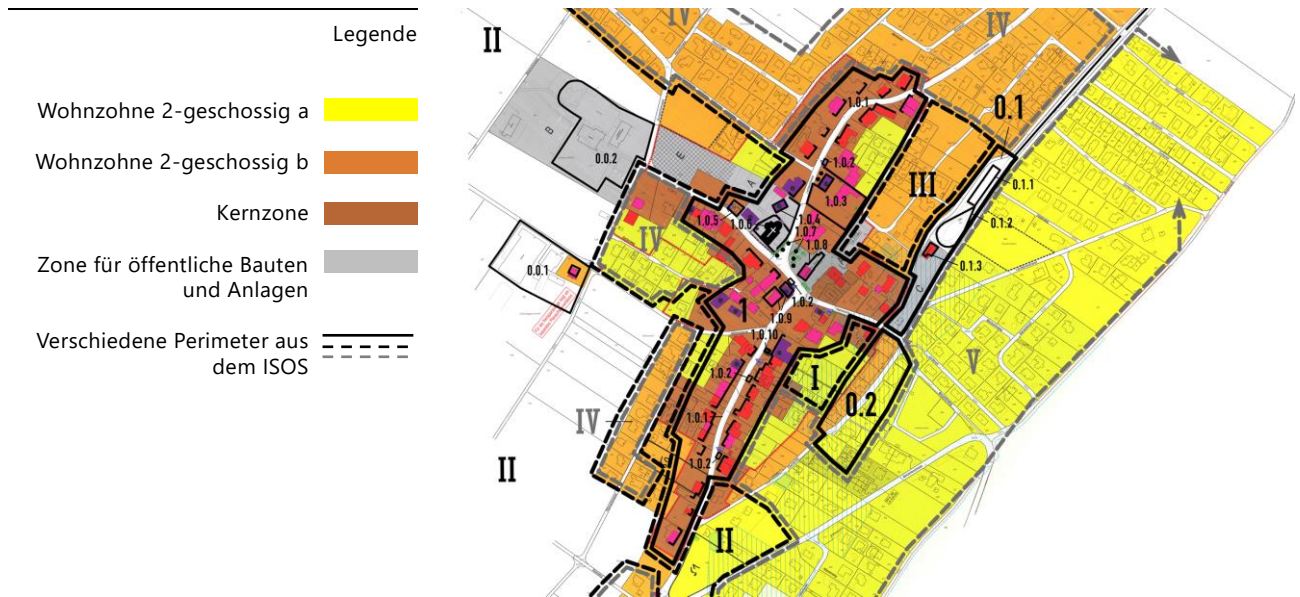 Legende
Wohnzohne 2-geschossig a
Wohnzohne 2-geschossig b
Kernzone
Zone für öffentliche Bauten
und Anlagen
Verschiedene Perimeter aus
dem ISOS
II
IV
IV
0.1
1.0.1
B
0.0.2
E
A
1.0.2
III
1.0.3
0.1.1
0.1.2
1.0.5
1.0.6
1.0.4
1.0.7
1.0.8
IV
0.1.3
0.0.1
C
1
1.0.2
1.0.9
1.0.10
V
I
1.0.2
0.2
IV
1.0.1
II
1.0.2
II